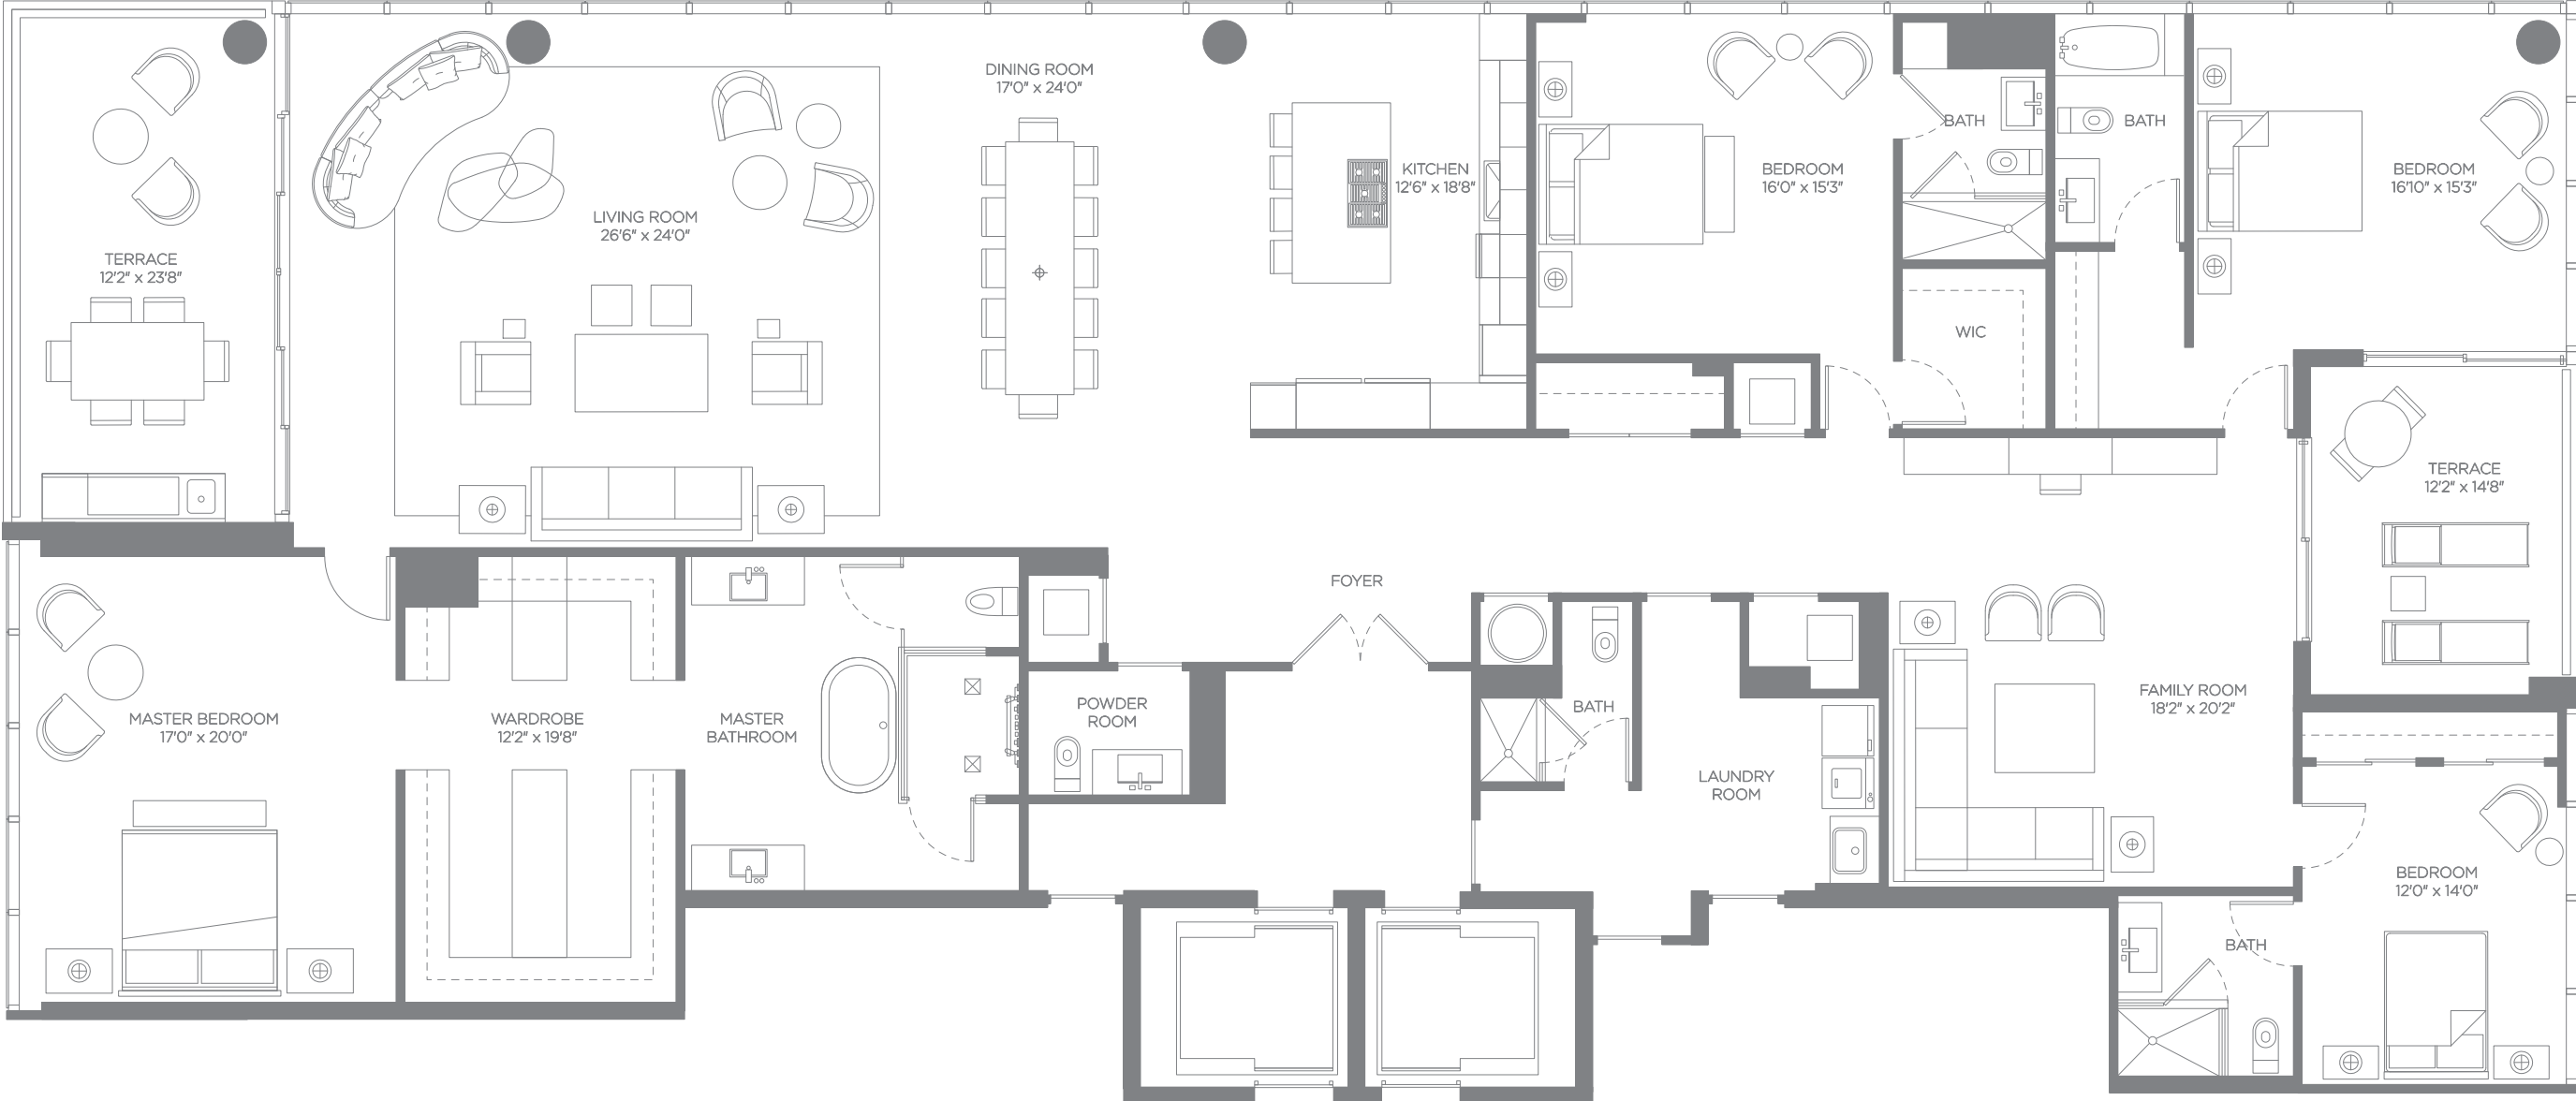 TERRACE
12'2" x 23'8"
LIVING ROOM
26'6" x 24'0"
DINING ROOM
17'0" x 24'0"
KITCHEN
12'6" x 18'8"
BEDROOM
16'0" x 15'3"
BATH
BATH
BEDROOM
16'10" x 15'3"
WIC
TERRACE
12'2" x 14'8"
FOYER
MASTER BEDROOM
17'0" x 20'0"
WARDROBE
12'2" x 19'8"
MASTER
BATHROOM
POWDER
ROOM
BATH
LAUNDRY
ROOM
FAMILY ROOM
18'2" x 20'2"
BEDROOM
12'0" x 14'0"
BATH